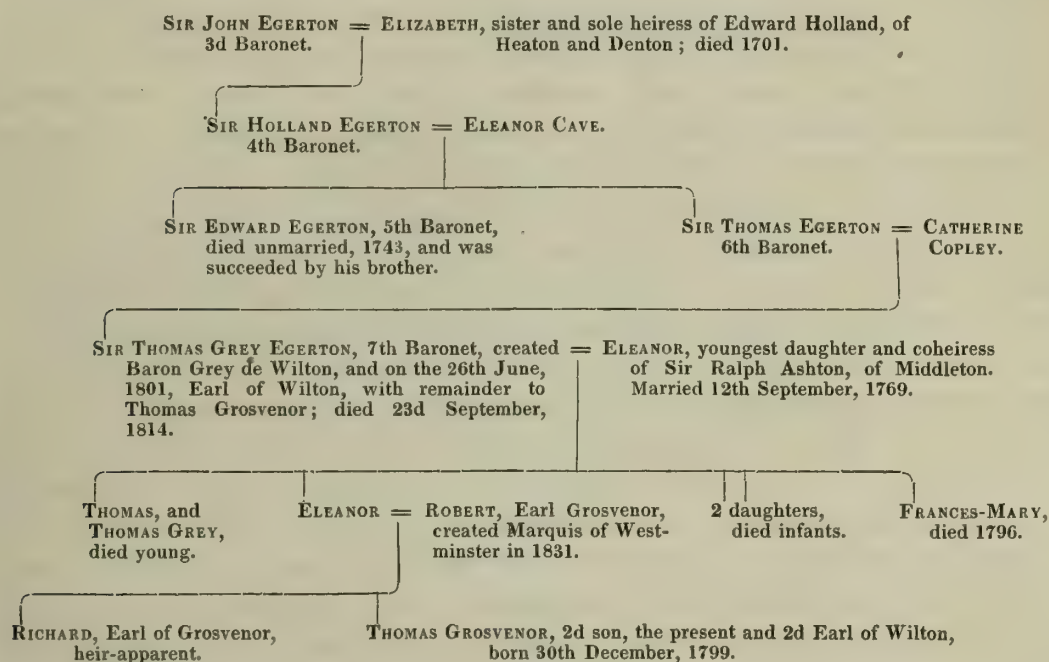 SIR JOHN EGERTON = ELIZABETH, sister and sole heiress of Edward Holland, of
3d Baronet. Heaton and Denton ; died 1701.
SIR HOLLAND EGERTON = ELEANOR CAVE.
4th Baronet.
SIR EDWARD EGERTON, 5th Baronet,
died unmarried, 1743, and was
succeeded by his brother.
SIR THOMAS EGERTON = CATHERINE
6th Baronet. COPLEY.
SIR THOMAS GREY EGERTON, 7th Baronet, created
Baron Grey de Wilton, and on the 26th June,
1801, Earl of Wilton, with remainder to
Thomas Grosvenor ; died 23d September,
1814.
= ELEANOR, youngest daughter and coheiress
of Sir Ralph Ashton, of Middleton.
Married 12th September, 1769.
THOMAS, and
THOMAS GREY,
died young.
ELEANOR = ROBERT, Earl Grosvenor,
created Marquis of West-
minster in 1831.
2 daughters,
died infants.
FRANCES-MARY,
died 1796.
RICHARD, Earl of Grosvenor,
heir-apparent.
THOMAS GROSVENOR, 2d son, the present and 2d Earl of Wilton,
born 30th December, 1799.